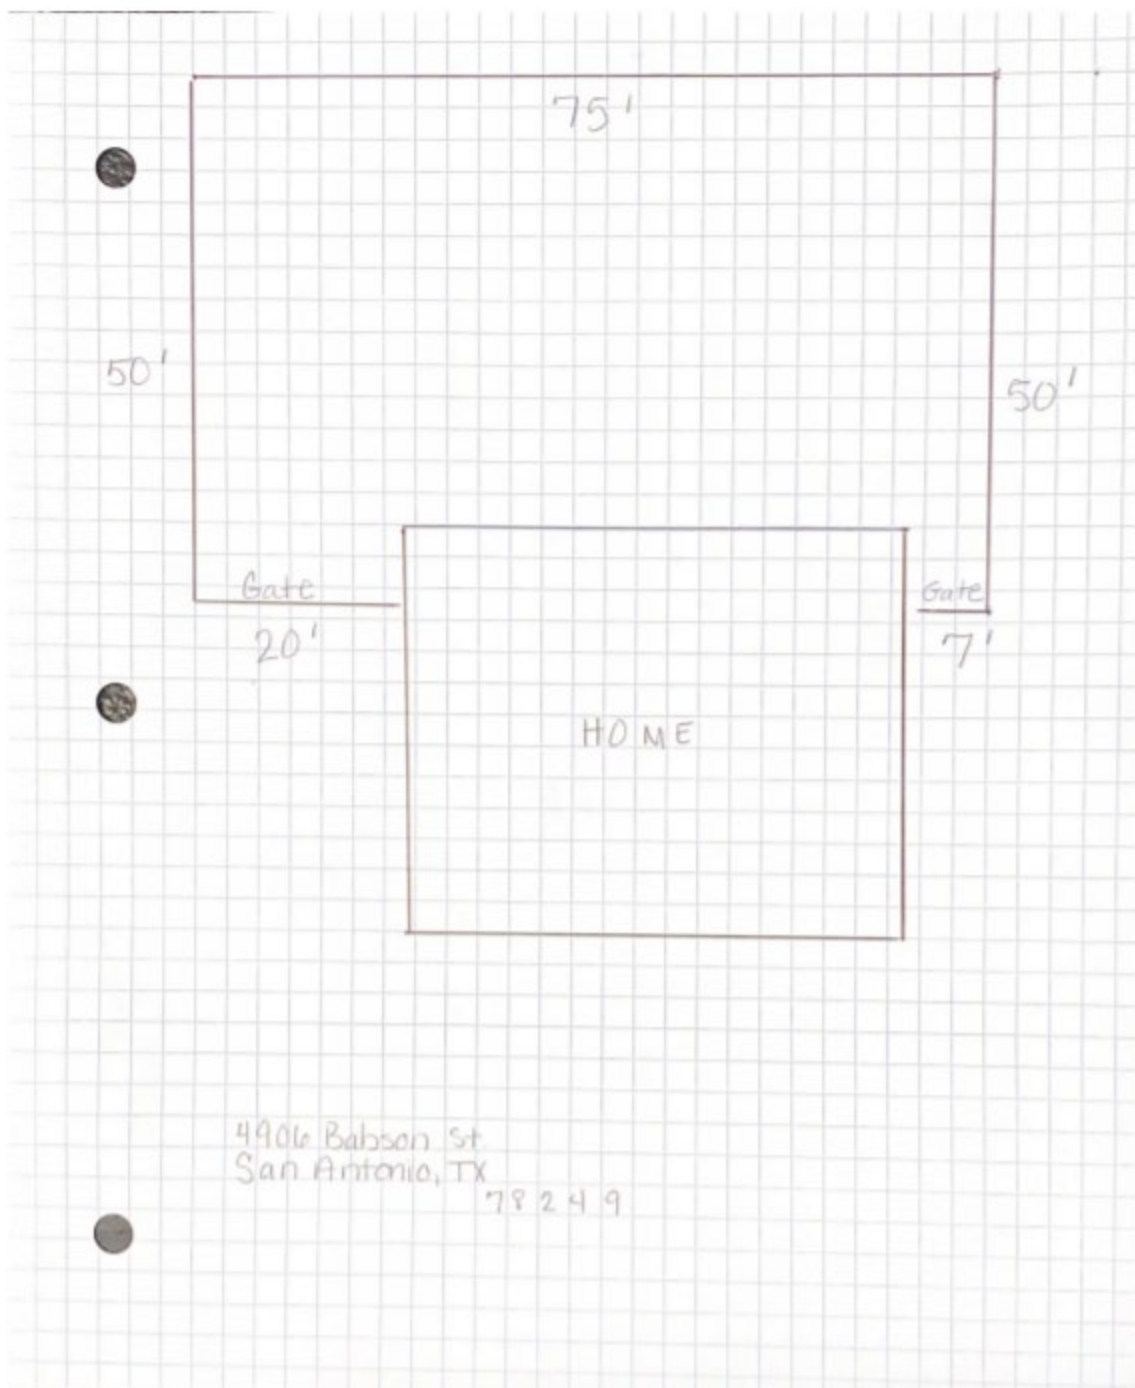 75'
50'
50'
Gate
Gate
20'
7'
HOME
4906 Babson St
San Antonio, TX
78249